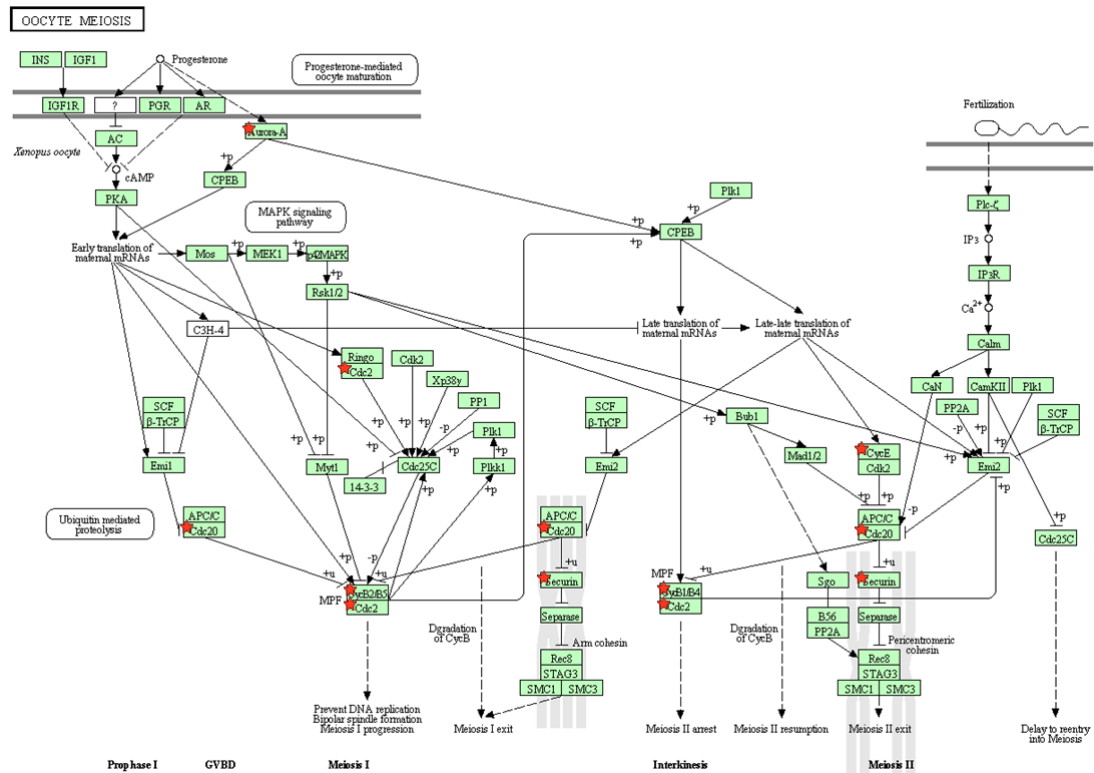 OOCYTE MEIOSIS
INS
IGF1
Progesterone
Progesterone-mediated
oocyte maturation
IGF1R
?
PGR
AR
Fertilization
AC
Aurora-A
Xenopus oocyte
cAMP
+p
CPEB
PKA
Plk1
Plc-ξ
MAPK signaling
pathway
+p
+p
CPEB
+p
IP3
Early translation of
maternal mRNAs
Mos
+p
MEK1
+p
p42MAPK
+p
IP3R
Rsk1/2
Ca2+
C3H-4
Late translation of
maternal mRNAs
Late-late translation of
maternal mRNAs
Calm
Ringo
Cdc2
Cdk2
Xp38γ
PP1
CaN
CamKII
Plk1
SCF
β-TrCP
+p
+p
+p
-p
Plk1
+p
SCF
β-TrCP
+p
Bub1
PP2A
-p
+p
SCF
β-TrCP
+p
+p
Emi1
Myt1
Cdc25C
Plkk1
Emi2
Mad1/2
CycE
Cdk2
+p
+p
Emi2
14-3-3
+p
+p
+p
+p
+p
Ubiquitin mediated
proteolysis
APC/C
Cdc20
APC/C
Cdc20
APC/C
Cdc20
-p
+p
Cdc25C
+u
+p
-p
+u
+u
+u
+u
MPF
CycB2/B5
Cdc2
Securin
MPF
CycB1/B4
Cdc2
Sgo
Securin
Separase
B56
PP2A
Separase
Dgradation
of CycB
Arm cohesin
Dgradation
of CycB
Pericentromeric
cohesin
Rec8
STAG3
SMC1
SMC3
Rec8
STAG3
SMC1
SMC3
Prevent DNA replication
Bipolar spindle formation
Meiosis I progression
Meiosis I exit
Meiosis II arrest
Meiosis II resumption
Meiosis II exit
Delay to reentry
into Meiosis
Prophase I
GVBD
Meiosis I
Interkinesis
Meiosis II